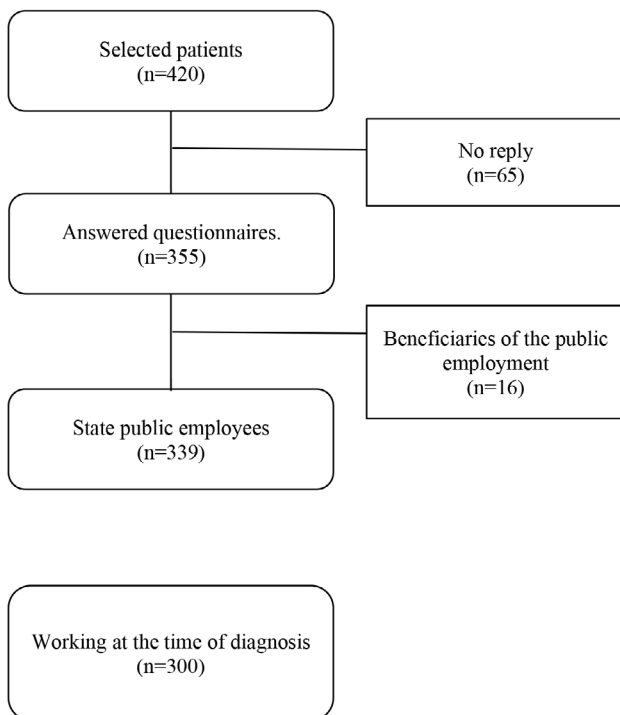 Selected patients
(n=420)
No reply
(n=65)
Answered questionnaires.
(n=355)
Beneficiaries of the public
employment
(n=16)
State public employees
(n=339)
Working at the time of diagnosis
(n=300)